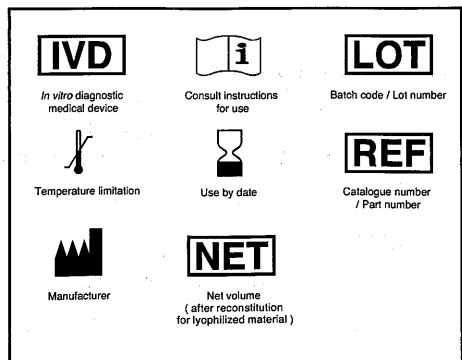 IVD
In vitro diagnostic
medical device
i
Consult instructions
for use
LOT
Batch code / Lot number
Temperature limitation
Use by date
REF
Catalogue number
/ Part number
Manufacturer
NET
Net volume
( after reconstitution
for lyophilized material )